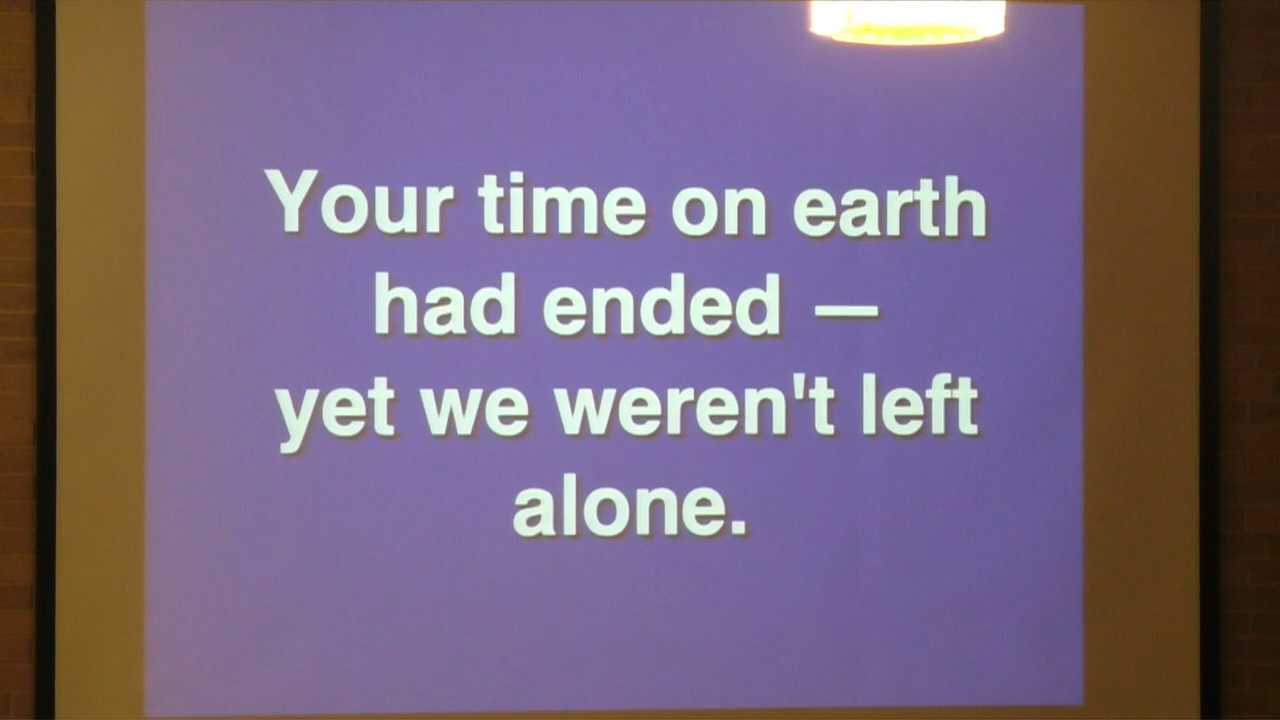 Your time on earth
had ended —
yet we weren't left
alone.